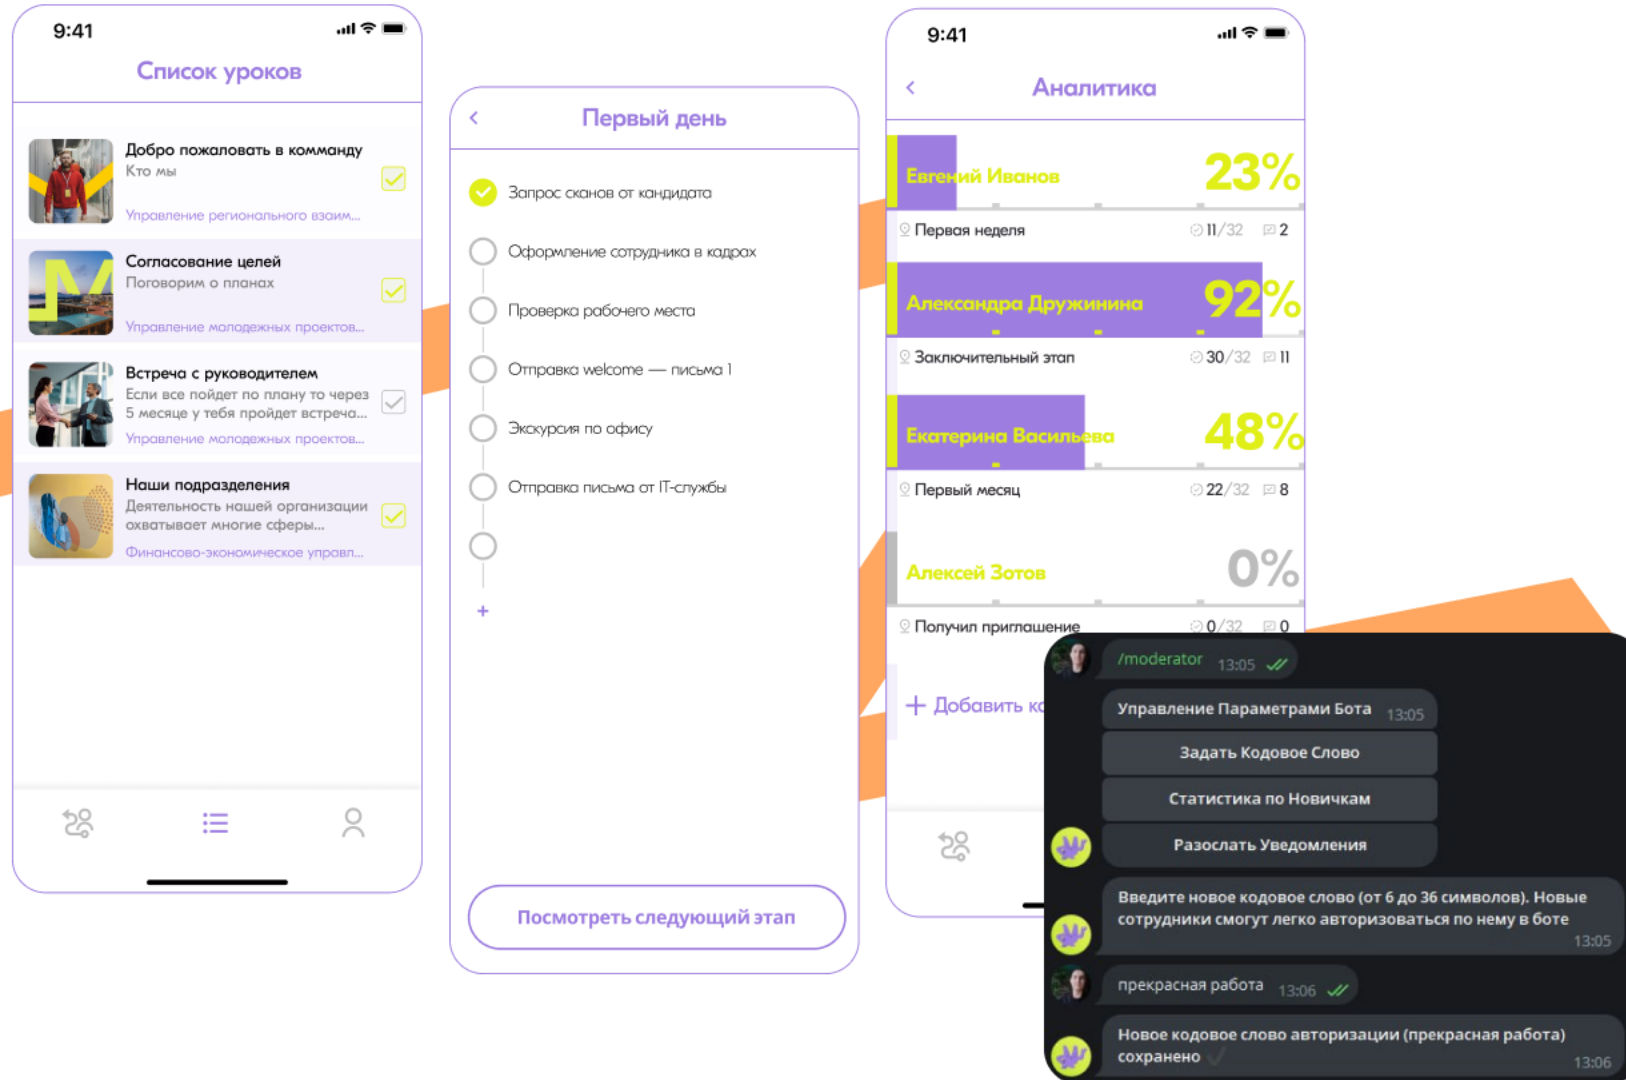 9:41
Список уроков
Добро пожаловать в комманду
Кто мы
Управление регионального взаим...
Согласование целей
Поговорим о планах
Управление молодежных проектов...
Встреча с руководителем
Если все пойдет по плану то через
5 месяце у тебя пройдет встреча...
Управление молодежных проектов...
Наши подразделения
Деятельность нашей организации
охватывает многие сферы...
Финансово-экономическое управл...
Первый день
Запрос сканов от кандидата
Оформление сотрудника в кадрах
Проверка рабочего места
Отправка welcome — письма 1
Экскурсия по офису
Отправка письма от IT-службы
+
Посмотреть следующий этап
9:41
Аналитика
Евгений Иванов 23%
Первая неделя 11/32 2
Александра Дружинина 92%
Заключительный этап 30/32 11
Екатерина Васильева 48%
Первый месяц 22/32 8
Алексей Зотов 0%
Получил приглашение 0/32 0
+ Добавить
/moderator 13:05
Управление Параметрами Бота 13:05
Задать Кодовое Слово
Статистика по Новичкам
Разослать Уведомления
Введите новое кодовое слово (от 6 до 36 символов). Новые
сотрудники смогут легко авторизоваться по нему в боте
13:05
прекрасная работа 13:06
Новое кодовое слово авторизации (прекрасная работа)
сохранено
13:06